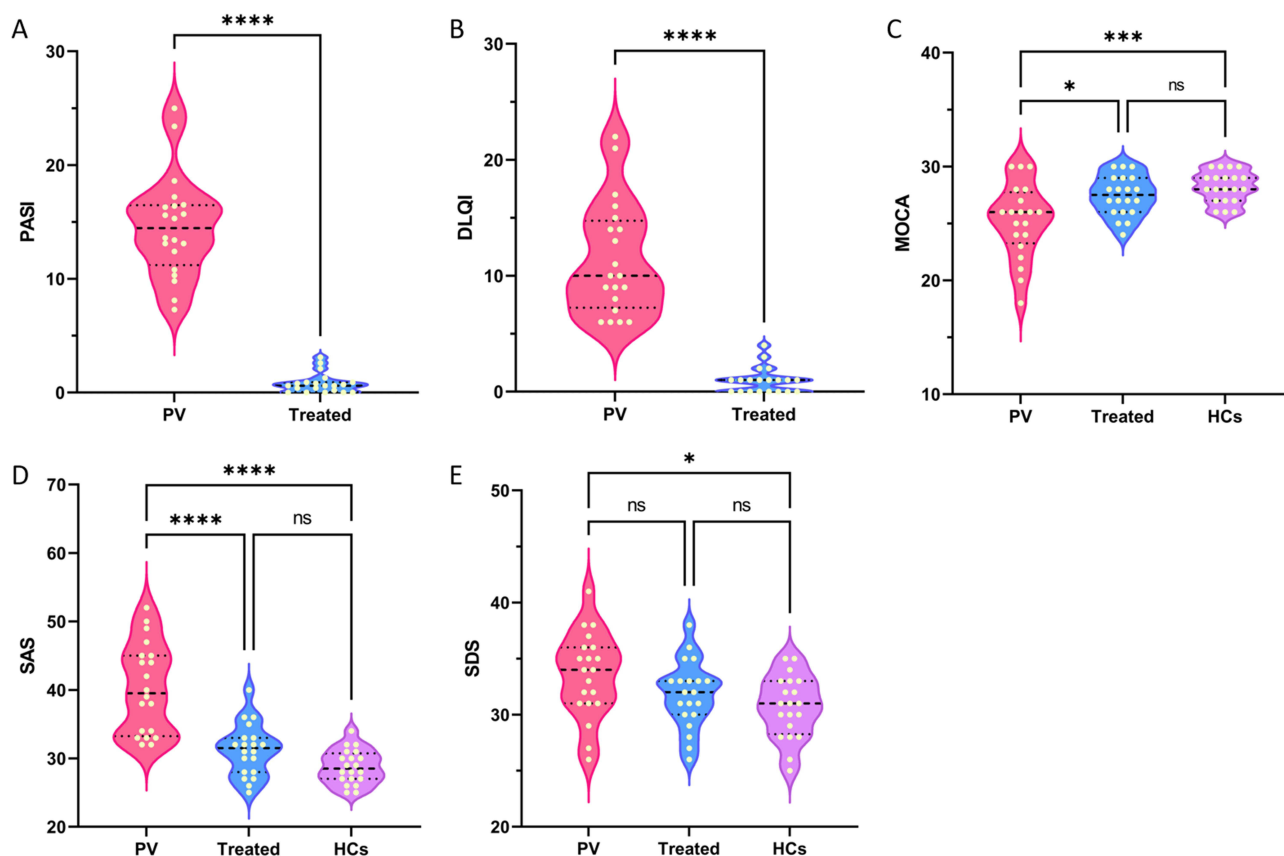 A
****
30
20
10
0
PASI
PV
Treated
B
****
30
20
10
0
DLQI
PV
Treated
C
***
*
ns
40
30
20
10
MOCA
PV
Treated
HCs
D
****
****
ns
70
60
50
40
30
20
SAS
PV
Treated
HCs
E
*
ns
ns
50
40
30
20
SDS
PV
Treated
HCs